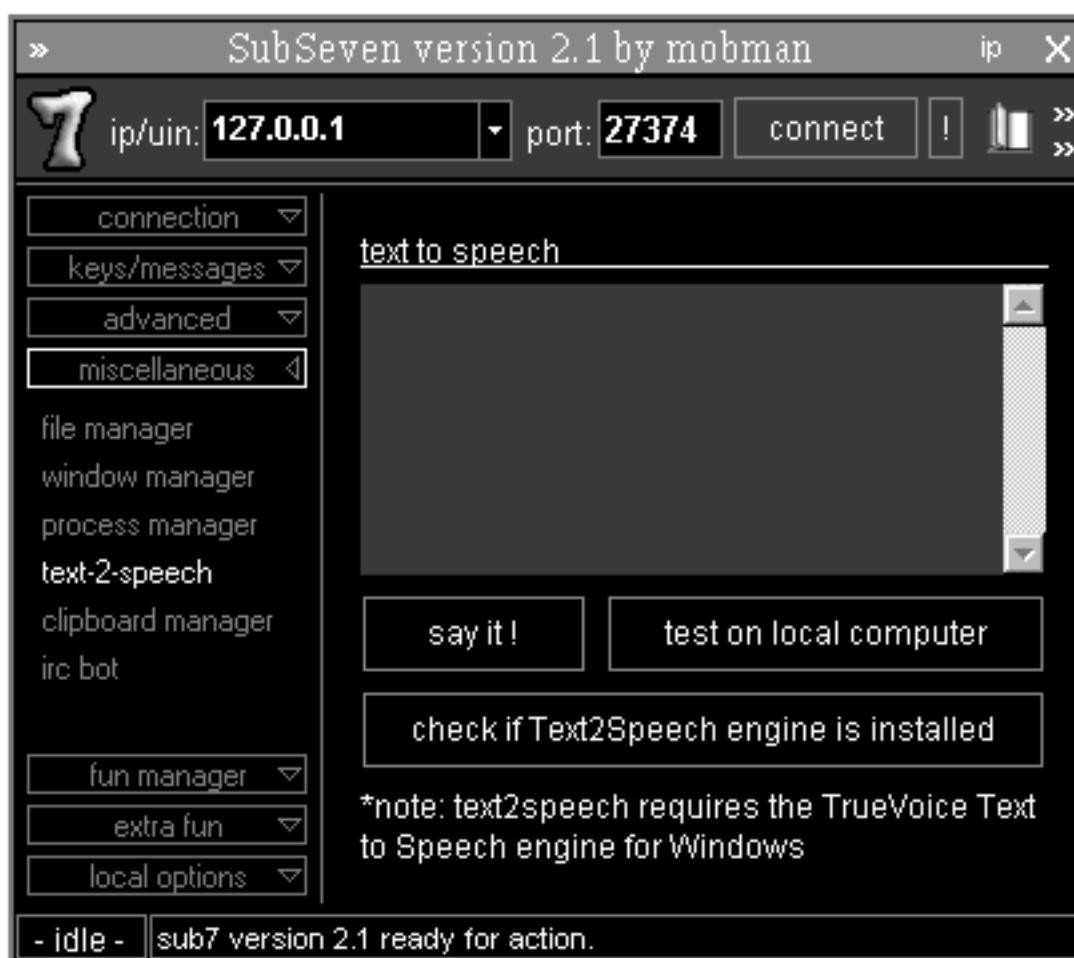 » SubSeven version 2.1 by mobman ip X
7 ip/uin: 127.0.0.1 port: 27374 connect ! »
»
connection
keys/messages
advanced
miscellaneous
file manager
window manager
process manager
text-2-speech
clipboard manager
irc bot
fun manager
extra fun
local options
text to speech
say it ! test on local computer
check if Text2Speech engine is installed
*note: text2speech requires the TrueVoice Text
to Speech engine for Windows
- idle - sub7 version 2.1 ready for action.